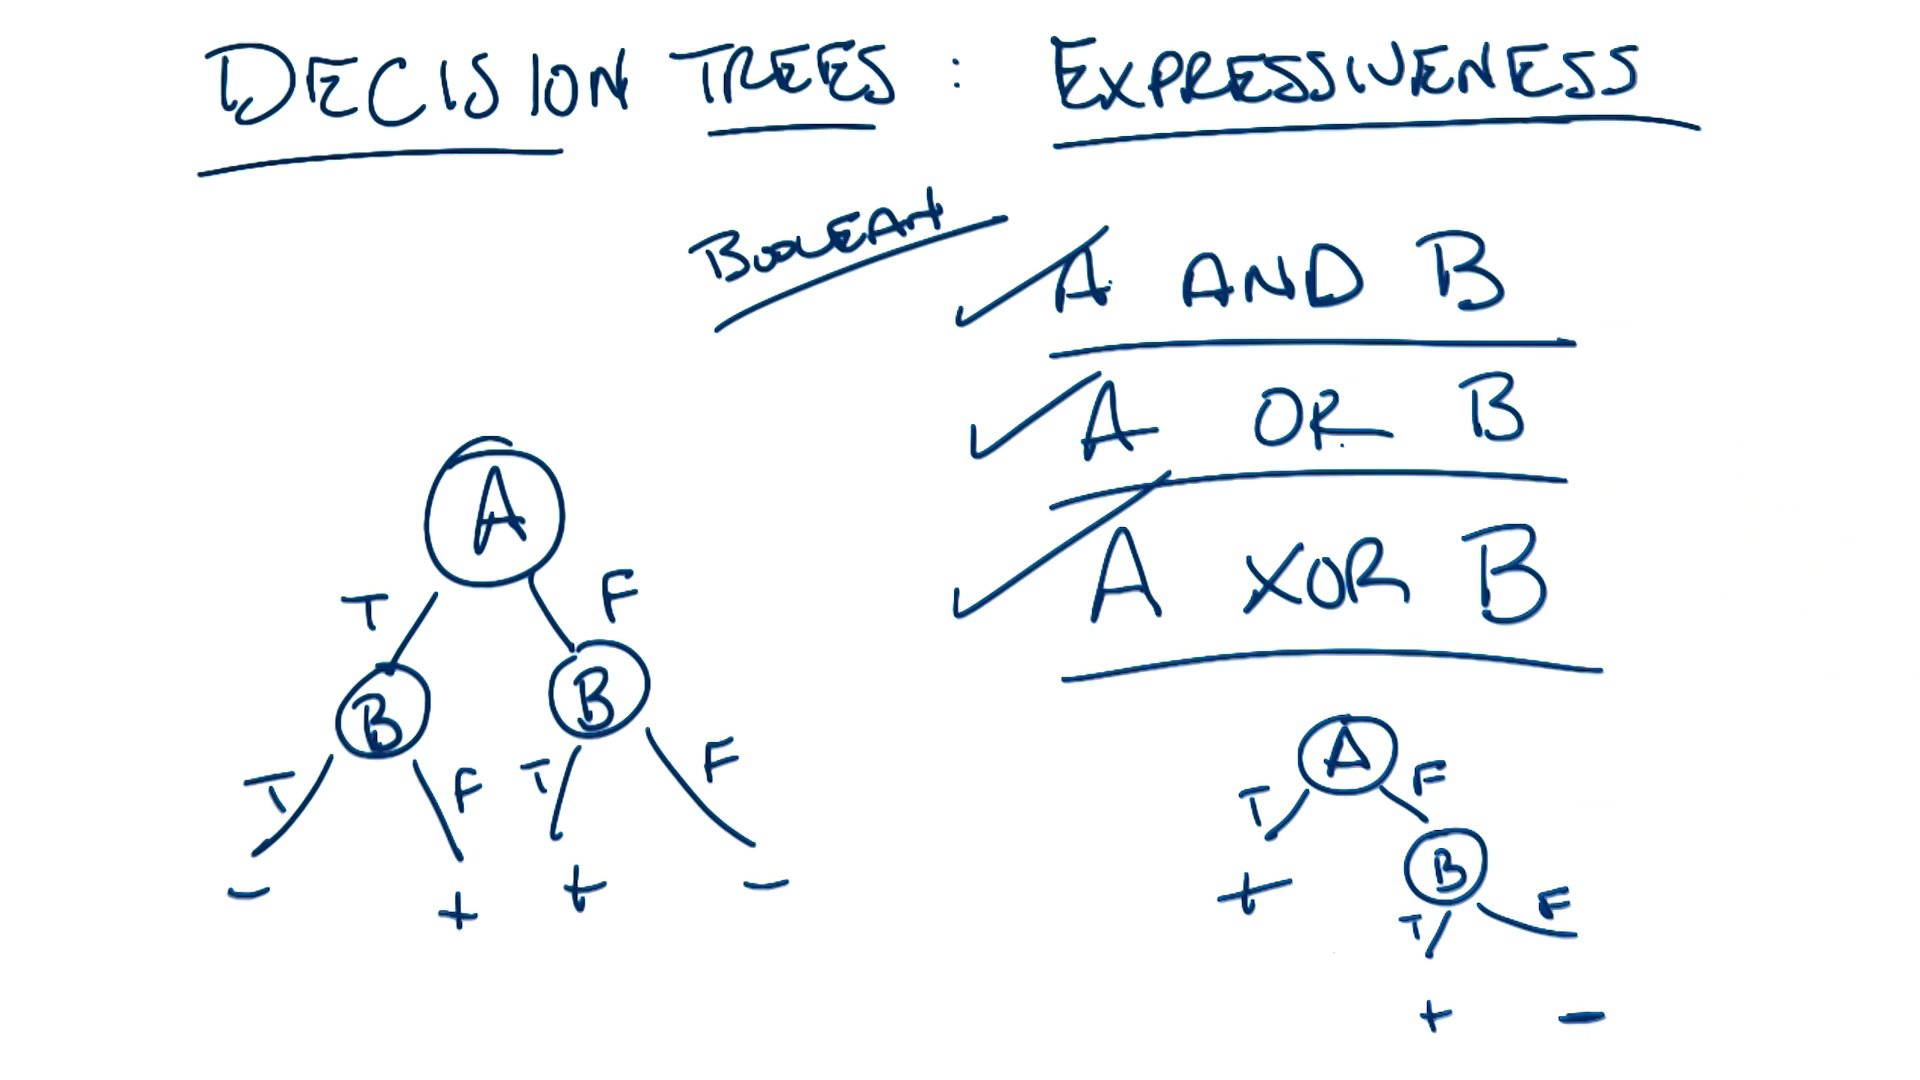 DECISION TREES : EXPRESSIVENESS
BOOLEAN
A AND B
A OR B
A XOR B
A
T F
B B
T F T F
- + + -
A
T F
+ B
T F
+ -